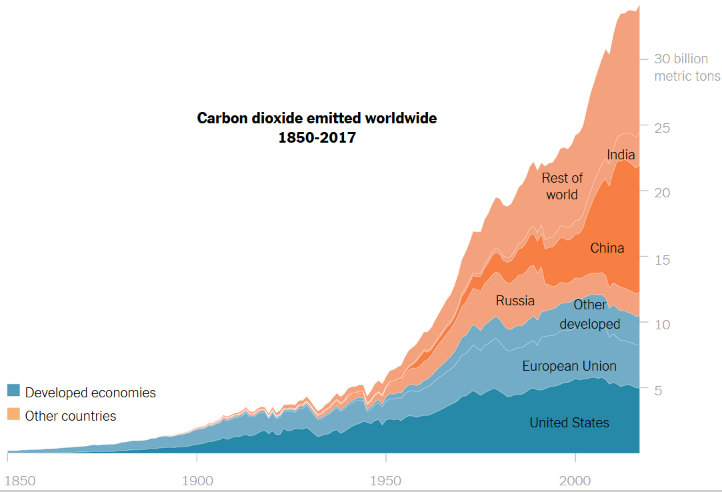 Carbon dioxide emitted worldwide
1850-2017
30 billion
metric tons
25
India
Rest of
world
20
China
15
Russia
Other
developed
10
European Union
Developed economies
5
Other countries
United States
1850
1900
1950
2000